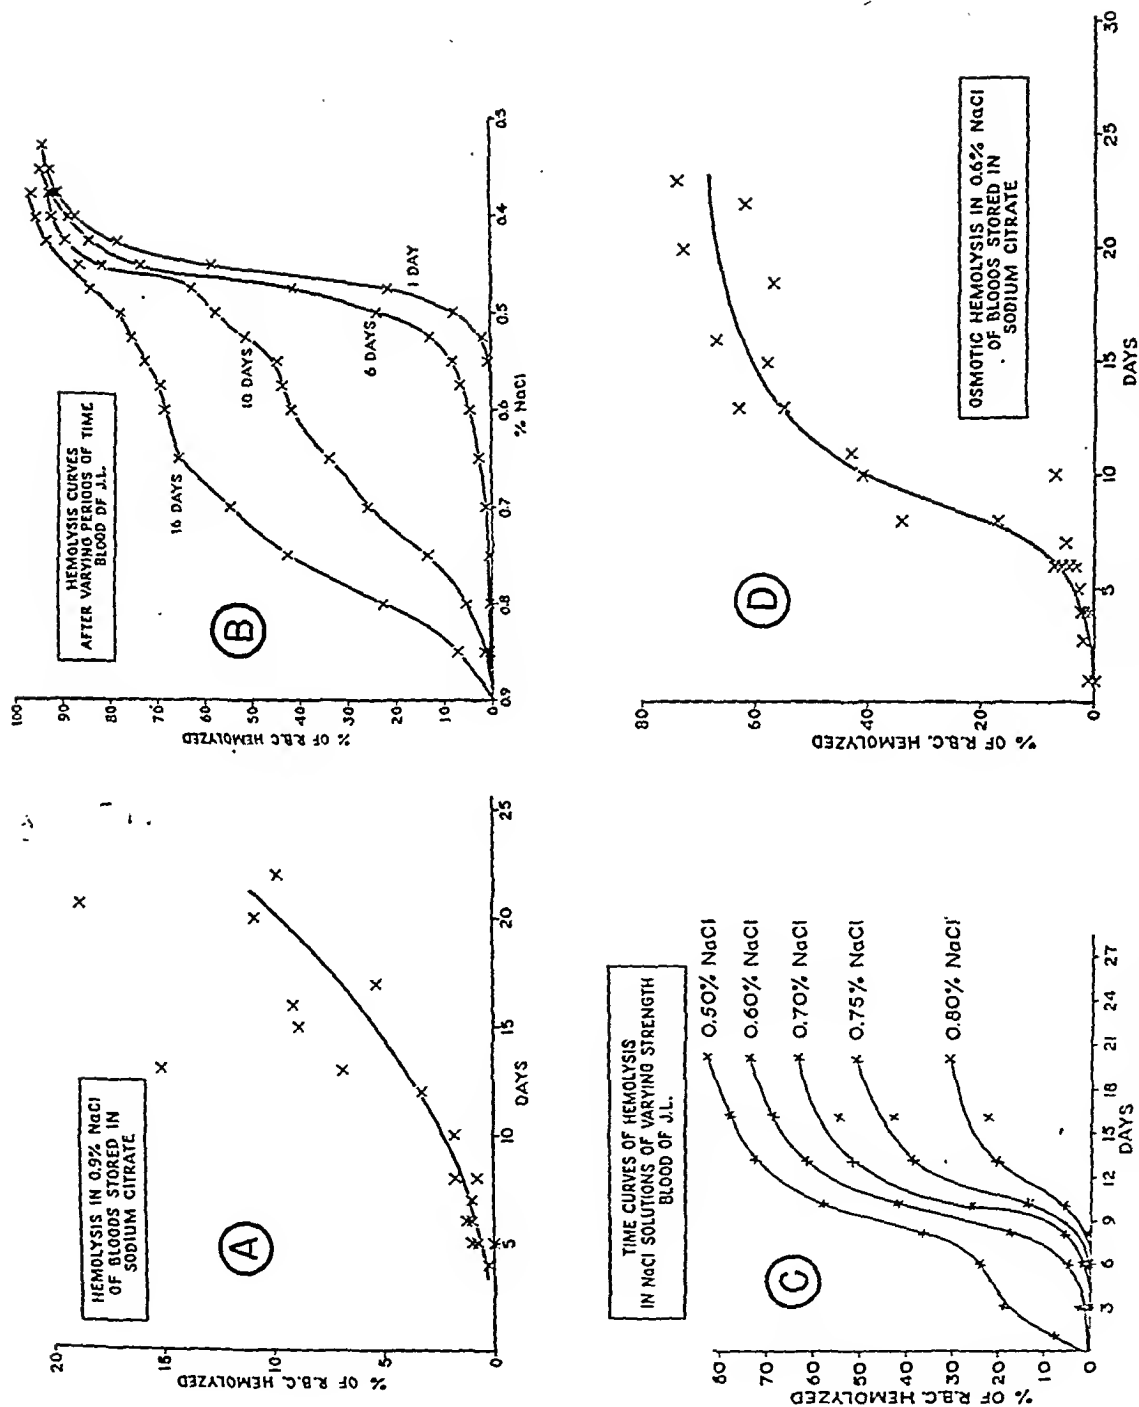 HEMOLYSIS IN 0.9% NaCl
OF BLOODS STORED IN
SODIUM CITRATE
A
% OF R.B.C. HEMOLYZED
20
15
10
5
0
5
10
15
20
25
DAYS
HEMOLYSIS CURVES
AFTER VARYING PERIODS OF TIME
BLOOD OF J.L.
B
% OF R.B.C. HEMOLYZED
100
90
80
70
60
50
40
30
20
10
0
16 DAYS
10 DAYS
6 DAYS
1 DAY
0.9
0.8
0.7
0.6
0.5
0.4
0.3
% NaCl
TIME CURVES OF HEMOLYSIS
IN NaCl SOLUTIONS OF VARYING STRENGTH
BLOOD OF J.L.
C
% OF R.B.C. HEMOLYZED
80
70
60
50
40
30
20
10
0
0.50% NaCl
0.60% NaCl
0.70% NaCl
0.75% NaCl
0.80% NaCl
3
6
9
12
15
18
21
24
27
DAYS
OSMOTIC HEMOLYSIS IN 0.6% NaCl
OF BLOODS STORED IN
SODIUM CITRATE
D
% OF R.B.C. HEMOLYZED
80
60
40
20
0
5
10
15
20
25
30
DAYS